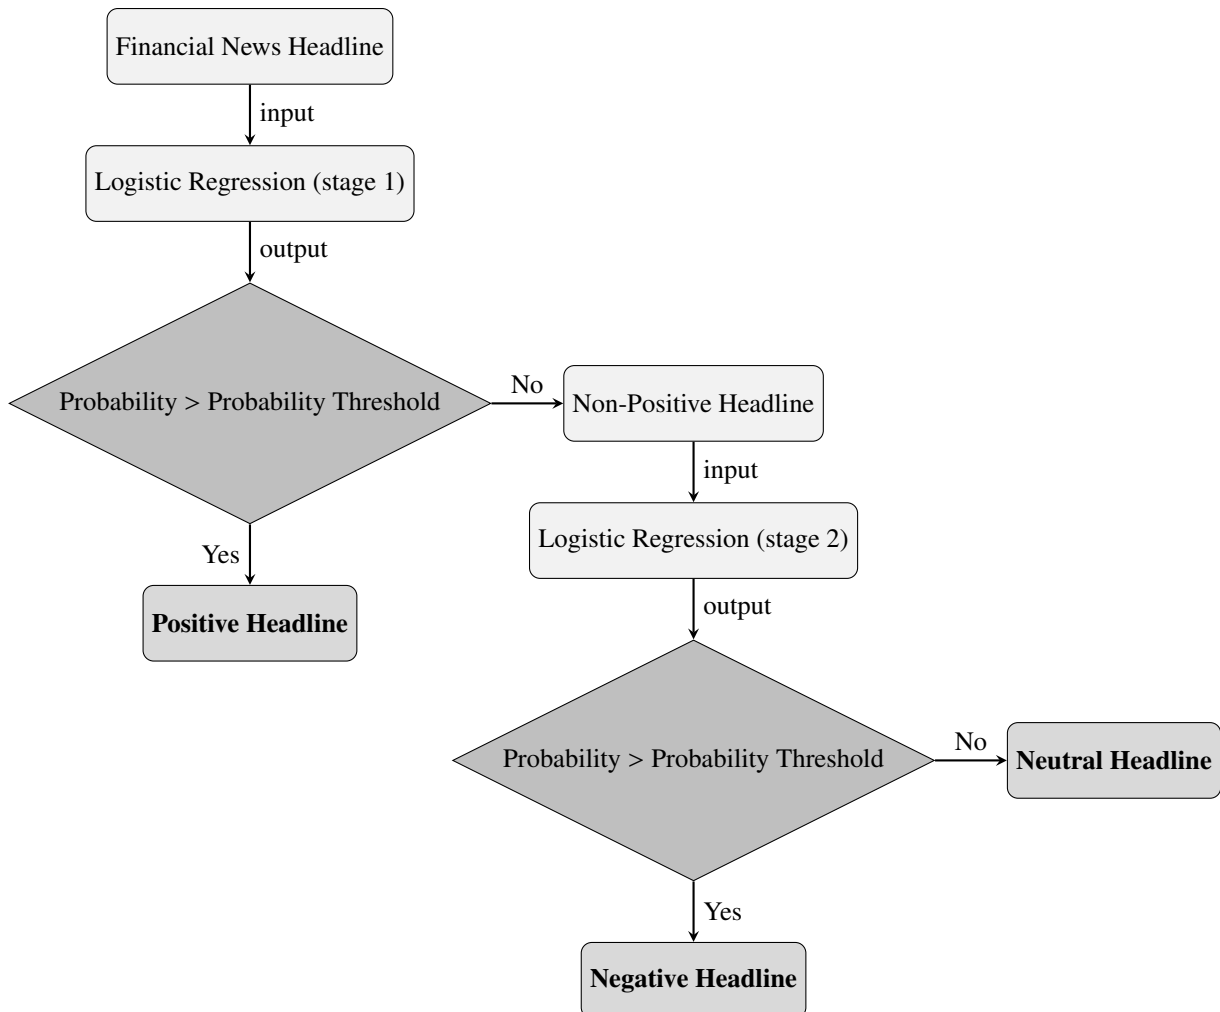 Financial News Headline
input
Logistic Regression (stage 1)
output
Probability > Probability Threshold
No
Non-Positive Headline
Yes
Positive Headline
input
Logistic Regression (stage 2)
output
Probability > Probability Threshold
No
Neutral Headline
Yes
Negative Headline